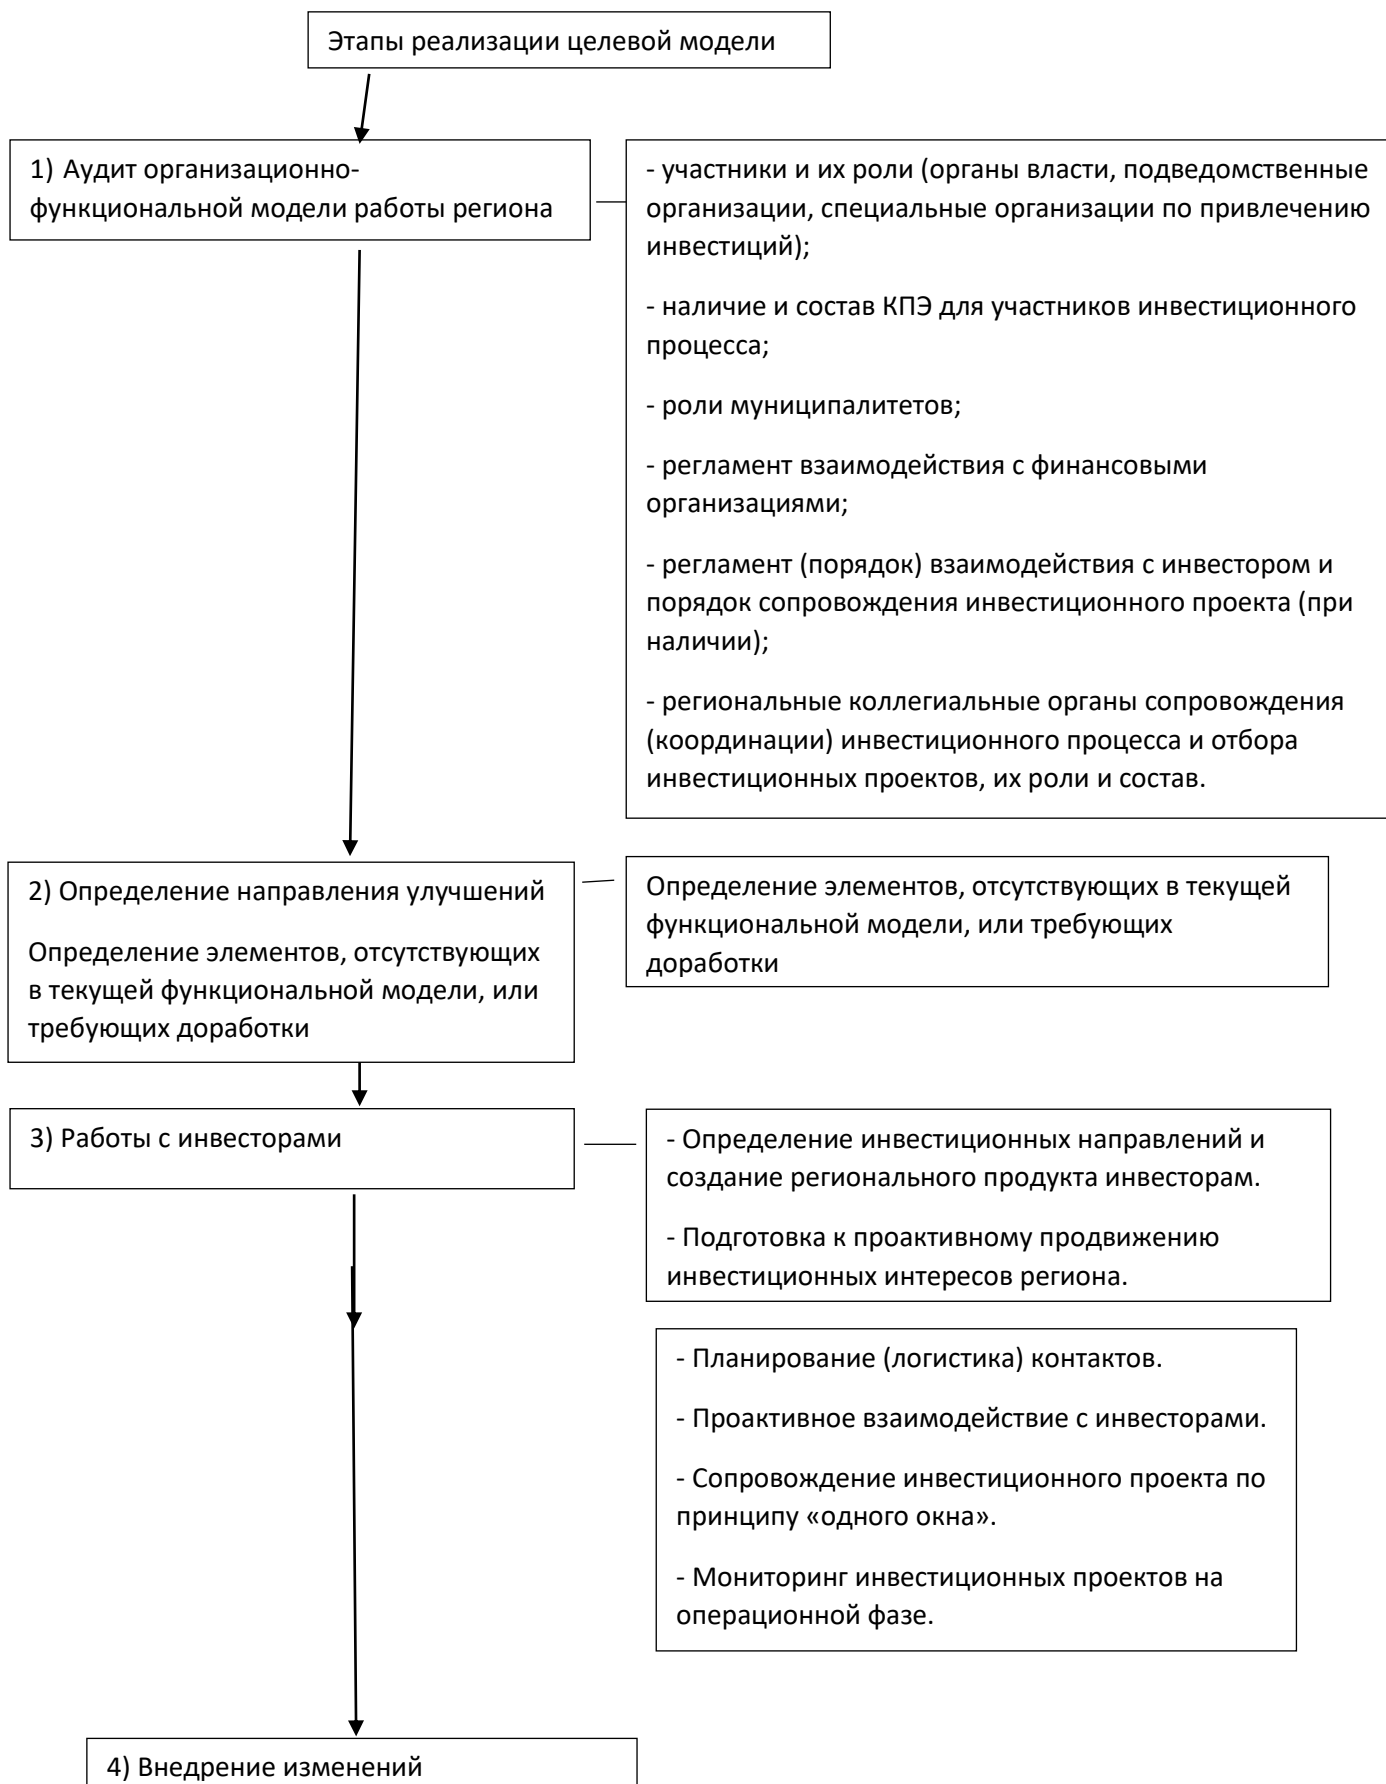 Этапы реализации целевой модели
1) Аудит организационно-
функциональной модели работы региона
- участники и их роли (органы власти, подведомственные
организации, специальные организации по привлечению
инвестиций);
- наличие и состав КПЭ для участников инвестиционного
процесса;
- роли муниципалитетов;
- регламент взаимодействия с финансовыми
организациями;
- регламент (порядок) взаимодействия с инвестором и
порядок сопровождения инвестиционного проекта (при
наличии);
- региональные коллегиальные органы сопровождения
(координации) инвестиционного процесса и отбора
инвестиционных проектов, их роли и состав.
2) Определение направления улучшений
Определение элементов, отсутствующих
в текущей функциональной модели, или
требующих доработки
Определение элементов, отсутствующих в текущей
функциональной модели, или требующих
доработки
3) Работы с инвесторами
- Определение инвестиционных направлений и
создание регионального продукта инвесторам.
- Подготовка к проактивному продвижению
инвестиционных интересов региона.
- Планирование (логистика) контактов.
- Проактивное взаимодействие с инвесторами.
- Сопровождение инвестиционного проекта по
принципу «одного окна».
- Мониторинг инвестиционных проектов на
операционной фазе.
4) Внедрение изменений